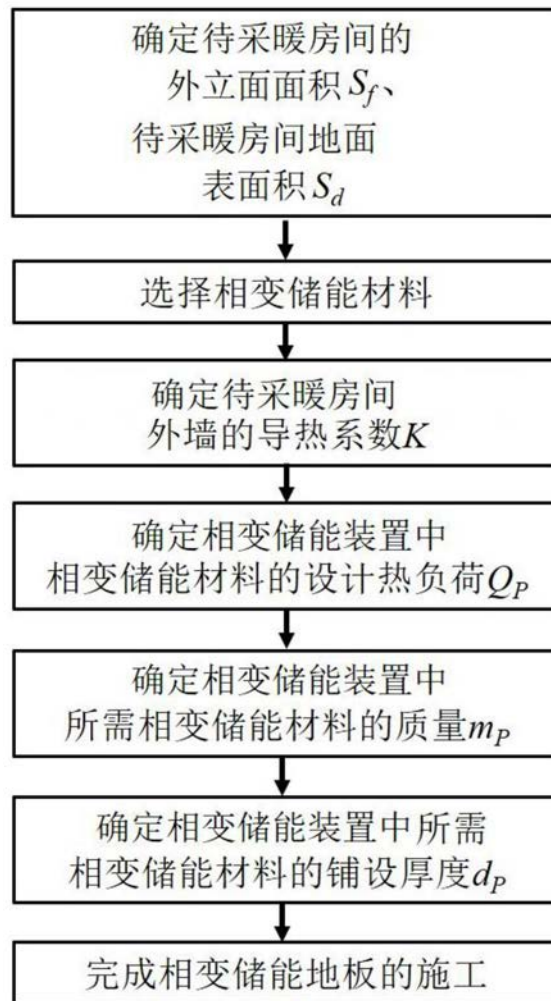 确定待采暖房间的
外立面面积 S_f、
待采暖房间地面
表面积 S_d
选择相变储能材料
确定待采暖房间
外墙的导热系数K
确定相变储能装置中
相变储能材料的设计热负荷Q_P
确定相变储能装置中
所需相变储能材料的质量m_P
确定相变储能装置中所需
相变储能材料的铺设厚度d_P
完成相变储能地板的施工